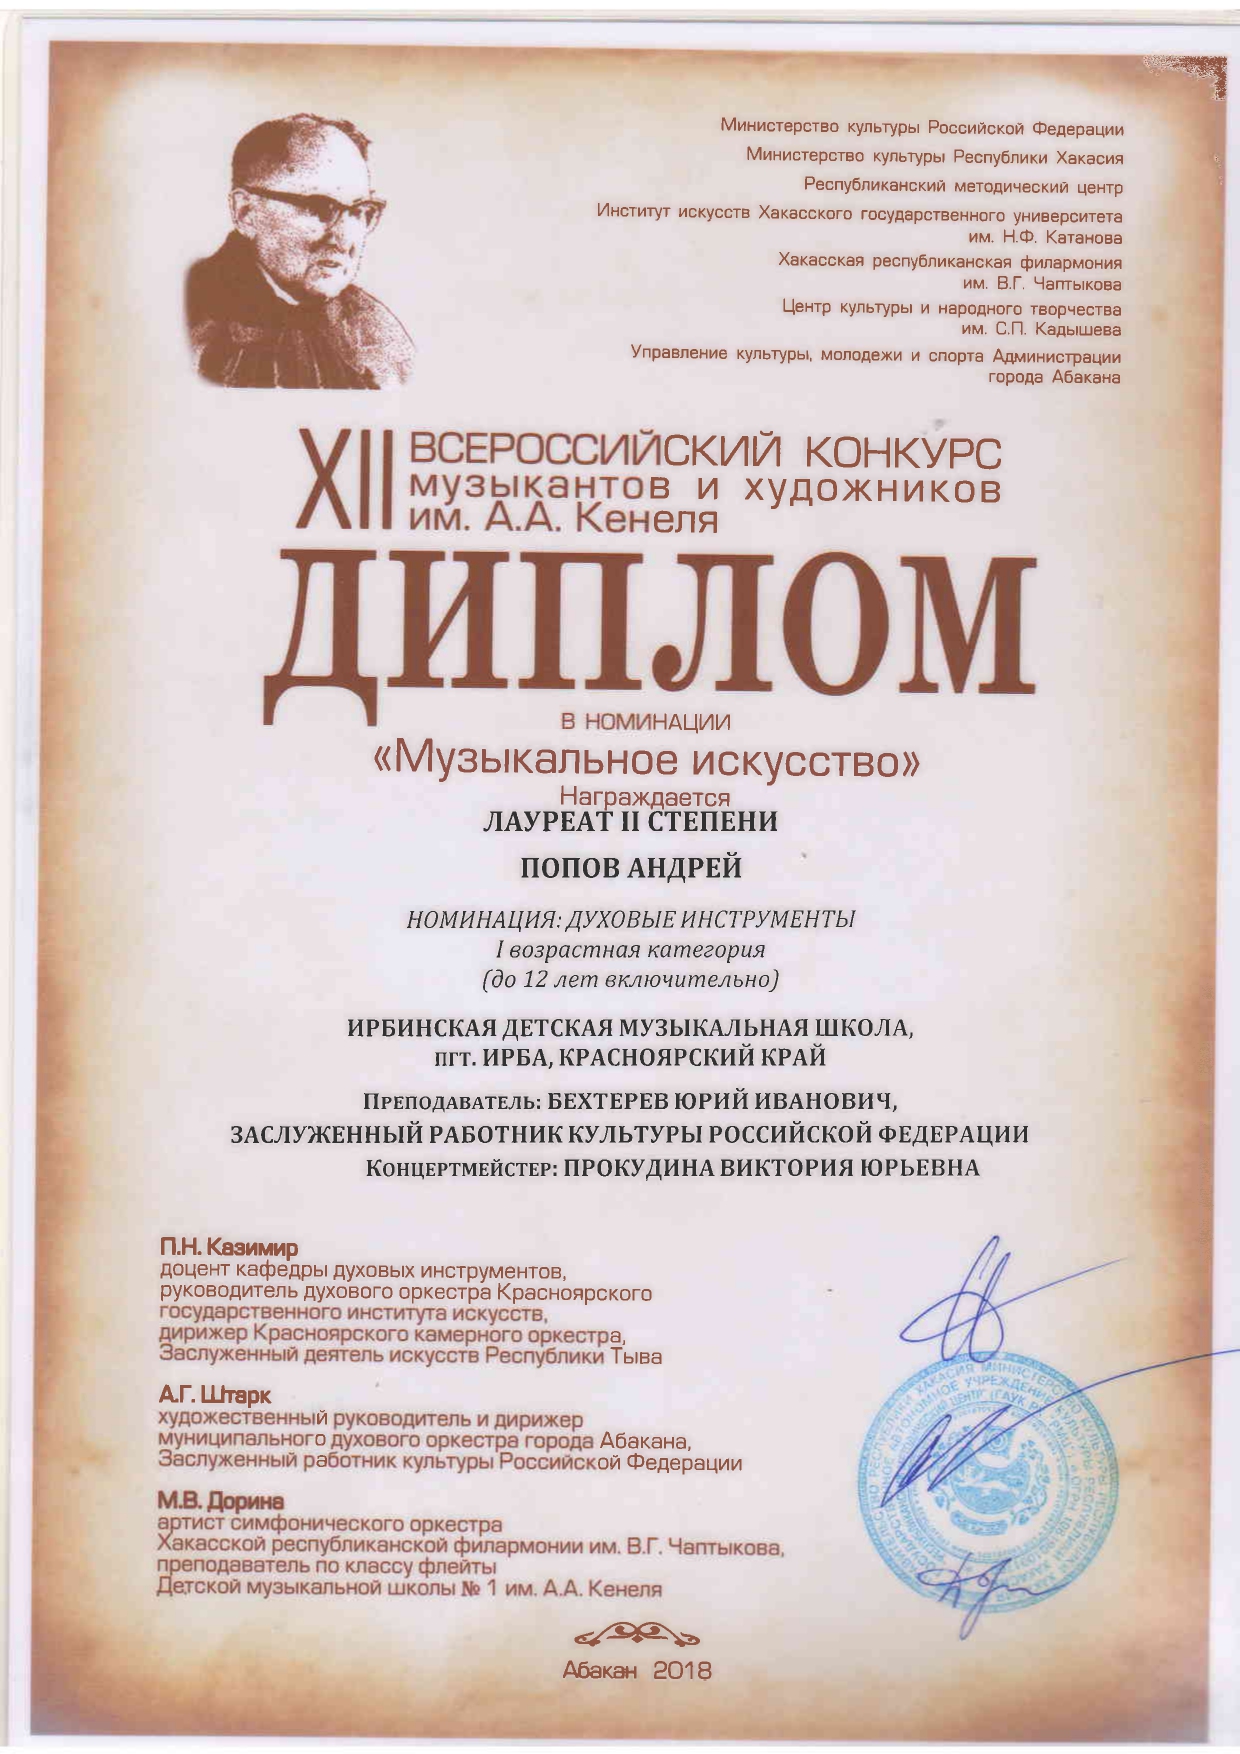 Министерство культуры Российской Федерации
Министерство культуры Республики Хакасия
Республиканский методический центр
Институт искусств Хакасского государственного университета
им. Н.Ф. Катанова
Хакасская республиканская филармония
им. В.Г. Чаптыкова
Центр культуры и народного творчества
им. С.П. Кадышева
Управление культуры, молодежи и спорта Администрации
города Абакана
XII ВСЕРОССИЙСКИЙ КОНКУРС
музыкантов и художников
им. А.А. Кенеля
ДИПЛОМ
В НОМИНАЦИИ
«Музыкальное искусство»
Награждается
ЛАУРЕАТ II СТЕПЕНИ
ПОПОВ АНДРЕЙ
НОМИНАЦИЯ: ДУХОВЫЕ ИНСТРУМЕНТЫ
I возрастная категория
(до 12 лет включительно)
ИРБИНСКАЯ ДЕТСКАЯ МУЗЫКАЛЬНАЯ ШКОЛА,
пгт. ИРБА, КРАСНОЯРСКИЙ КРАЙ
Преподаватель: БЕХТЕРЕВ ЮРИЙ ИВАНОВИЧ,
ЗАСЛУЖЕННЫЙ РАБОТНИК КУЛЬТУРЫ РОССИЙСКОЙ ФЕДЕРАЦИИ
Концертмейстер: ПРОКУДИНА ВИКТОРИЯ ЮРЬЕВНА
П.Н. Казимир
доцент кафедры духовых инструментов,
руководитель духового оркестра Красноярского
государственного института искусств,
дирижер Красноярского камерного оркестра,
Заслуженный деятель искусств Республики Тыва
А.Г. Штарк
художественный руководитель и дирижер
муниципального духового оркестра города Абакана,
Заслуженный работник культуры Российской Федерации
М.В. Дорина
артист симфонического оркестра
Хакасской республиканской филармонии им. В.Г. Чаптыкова,
преподаватель по классу флейты
Детской музыкальной школы № 1 им. А.А. Кенеля
Абакан 2018